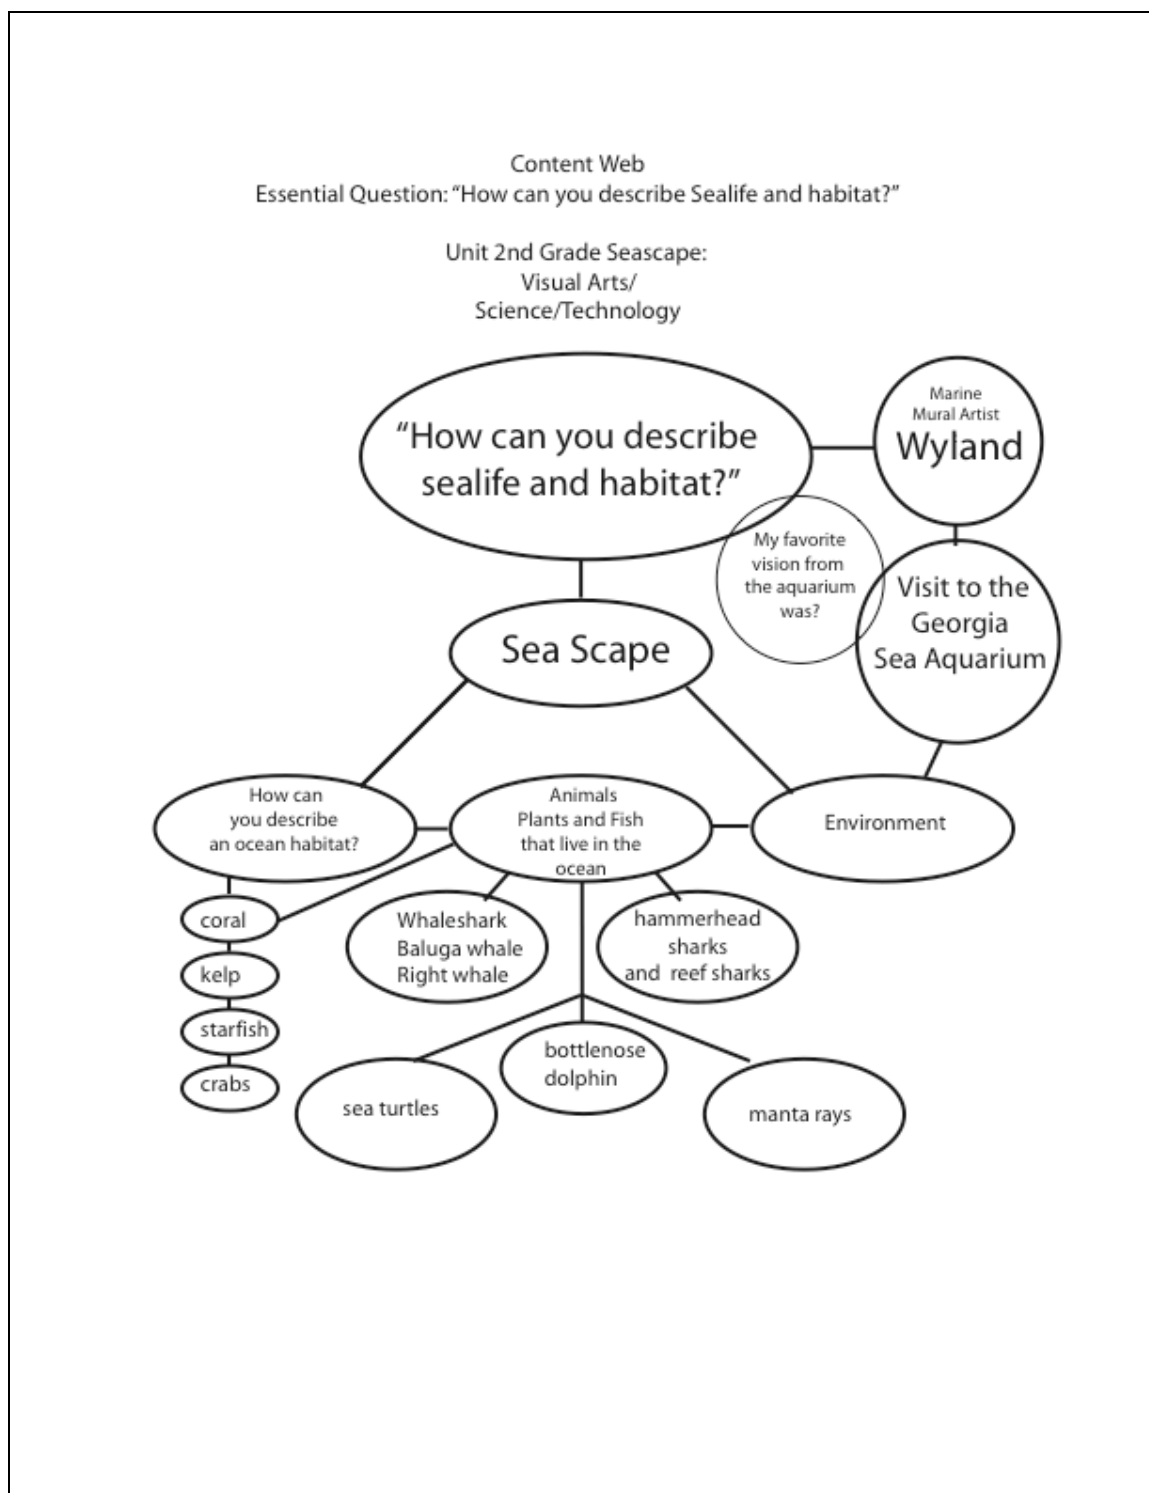 Content Web
Essential Question: “How can you describe Sealife and habitat?”
Unit 2nd Grade Seascape:
Visual Arts/
Science/Technology
“How can you describe
sealife and habitat?”
Marine
Mural Artist
Wyland
My favorite
vision from
the aquarium
was?
Visit to the
Georgia
Sea Aquarium
Sea Scape
How can
you describe
an ocean habitat?
Animals
Plants and Fish
that live in the
ocean
Environment
coral
kelp
starfish
crabs
Whaleshark
Baluga whale
Right whale
hammerhead
sharks
and reef sharks
sea turtles
bottlenose
dolphin
manta rays